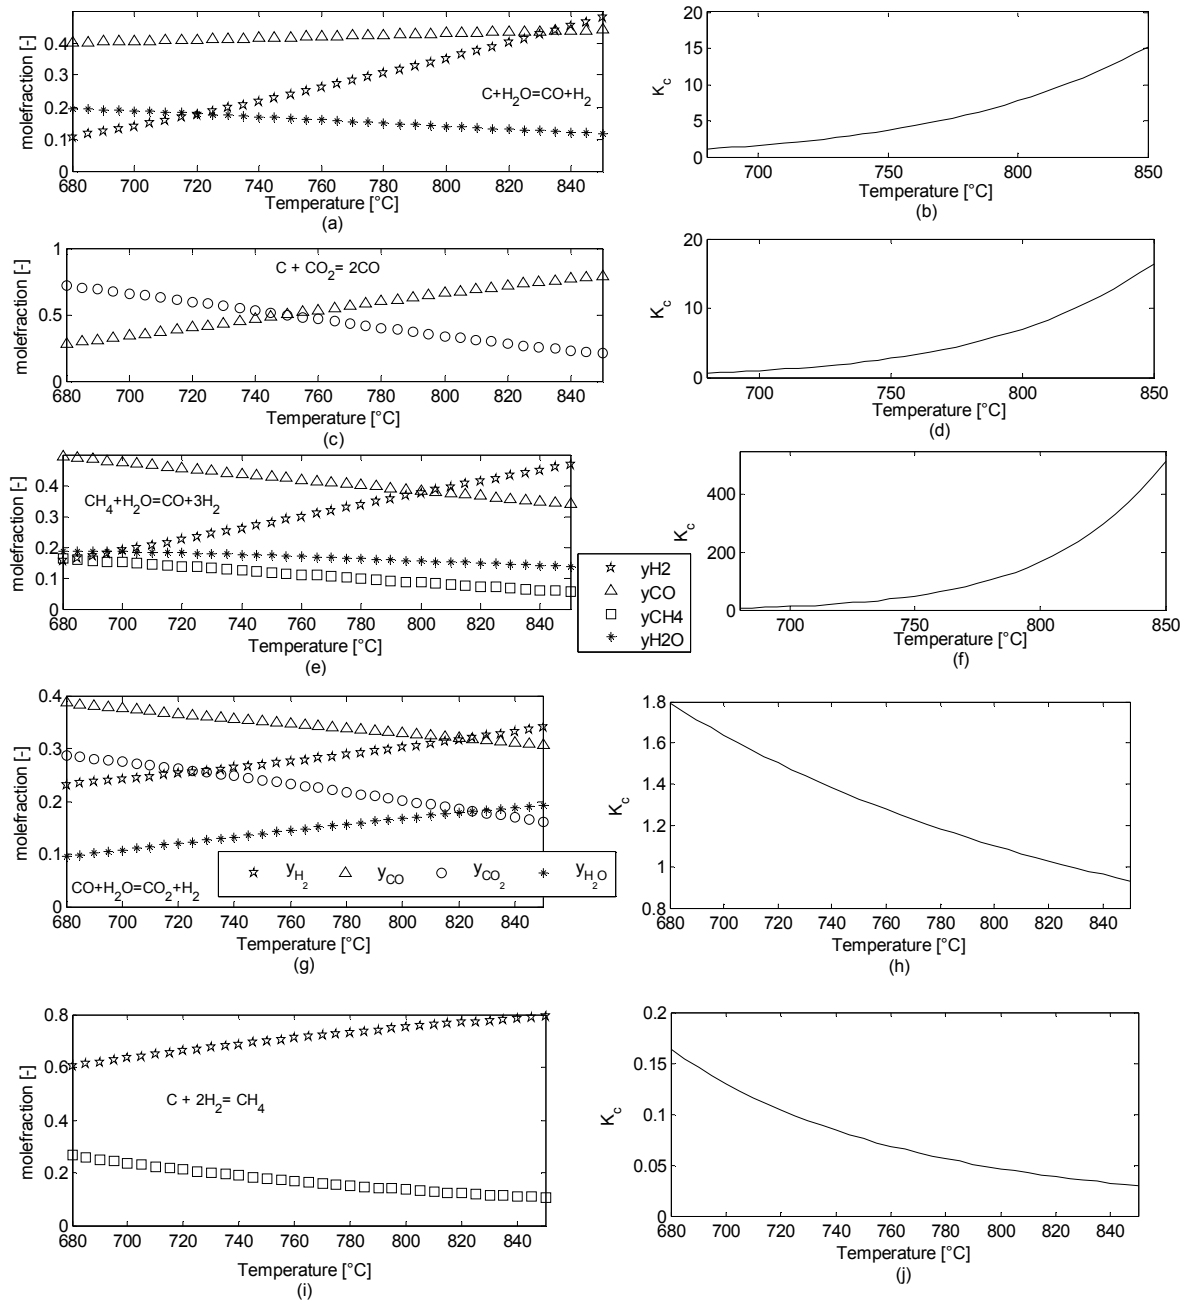 0.4
0.3
0.2
0.1
0
molefraction [-]
C+H2O=CO+H2
680 700 720 740 760 780 800 820 840
Temperature [°C]
(a)
20
15
10
5
0
Kc
700 750 800 850
Temperature [°C]
(b)
1
0.5
0
molefraction [-]
C + CO2= 2CO
680 700 720 740 760 780 800 820 840
Temperature [°C]
(c)
20
10
0
Kc
700 750 800 850
Temperature [°C]
(d)
0.4
0.3
0.2
0.1
0
molefraction [-]
CH4+H2O=CO+3H2
680 700 720 740 760 780 800 820 840
Temperature [°C]
(e)
yH2
yCO
yCH4
yH2O
400
200
0
Kc
700 750 800 850
Temperature [°C]
(f)
0.4
0.3
0.2
0.1
0
molefraction [-]
yH2 yCO yCO2 yH2O
CO+H2O=CO2+H2
680 700 720 740 760 780 800 820 840
Temperature [°C]
(g)
1.8
1.6
1.4
1.2
1
0.8
Kc
680 700 720 740 760 780 800 820 840
Temperature [°C]
(h)
0.8
0.6
0.4
0.2
0
molefraction [-]
C + 2H2= CH4
680 700 720 740 760 780 800 820 840
Temperature [°C]
(i)
0.2
0.15
0.1
0.05
0
Kc
680 700 720 740 760 780 800 820 840
Temperature [°C]
(j)